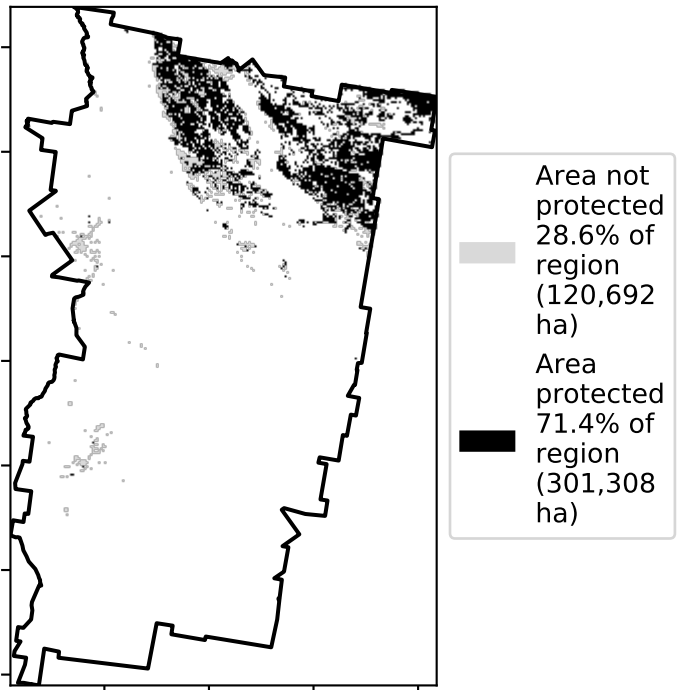 Area not
protected
28.6% of
region
(120,692
ha)
Area
protected
71.4% of
region
(301,308
ha)